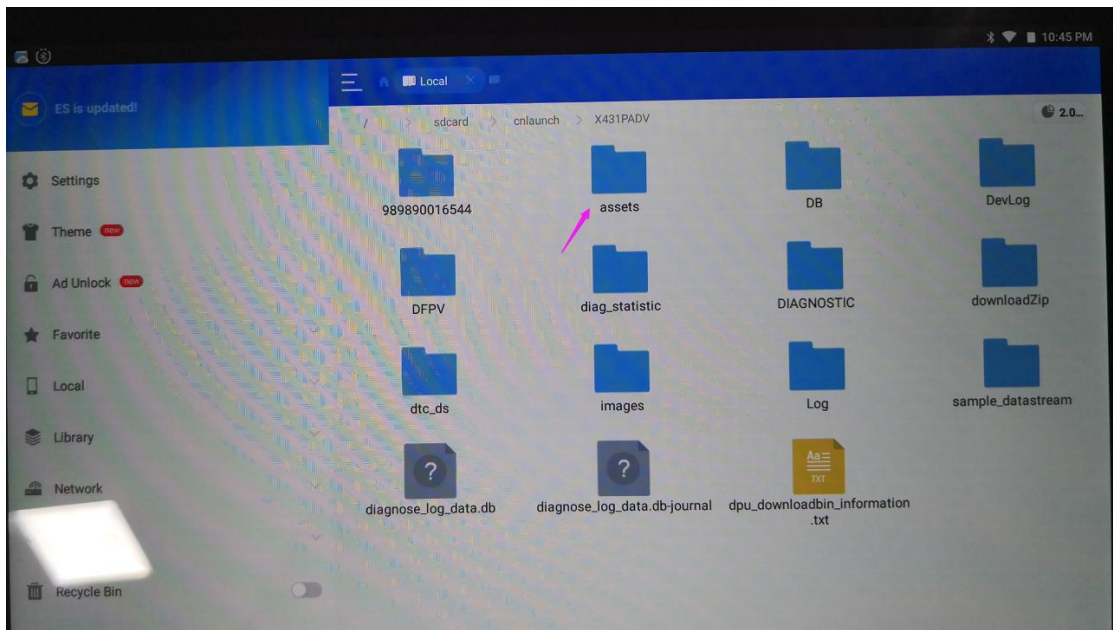 10:45 PM
ES is updated!
Local
/ > sdcard > cnlaunch > X431PADV
2.0...
Settings
Theme new
Ad Unlock new
Favorite
Local
Library
Network
Recycle Bin
989890016544
assets
DB
DevLog
DFPV
diag_statistic
DIAGNOSTIC
downloadZip
dtc_ds
images
Log
sample_datastream
?
?
Aa
TXT
diagnose_log_data.db
diagnose_log_data.db-journal
dpu_downloadbin_information
.txt